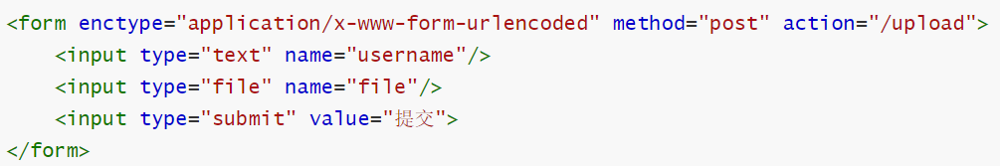 <form enctype="application/x-www-form-urlencoded" method="post" action="/upload">
    <input type="text" name="username"/>
    <input type="file" name="file"/>
    <input type="submit" value="提交">
</form>